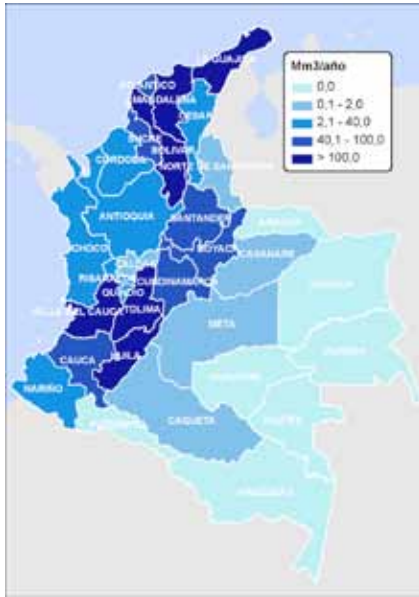 Mm3/año
0,0
0,1 - 2,0
2,1 - 40,0
40,1 - 100,0
> 100,0
MAGDALENA
CESAR
SUCRE
BOLIVAR
CORDOBA
NORTE DE SANTANDER
ANTIOQUIA
SANTANDER
ARAUCA
CHOCO
BOYACA
CASANARE
CALDAS
RISARALDA
CUNDINAMARCA
QUINDIO
VALLE DEL CAUCA
TOLIMA
META
CAUCA
HUILA
NARIÑO
CAQUETA